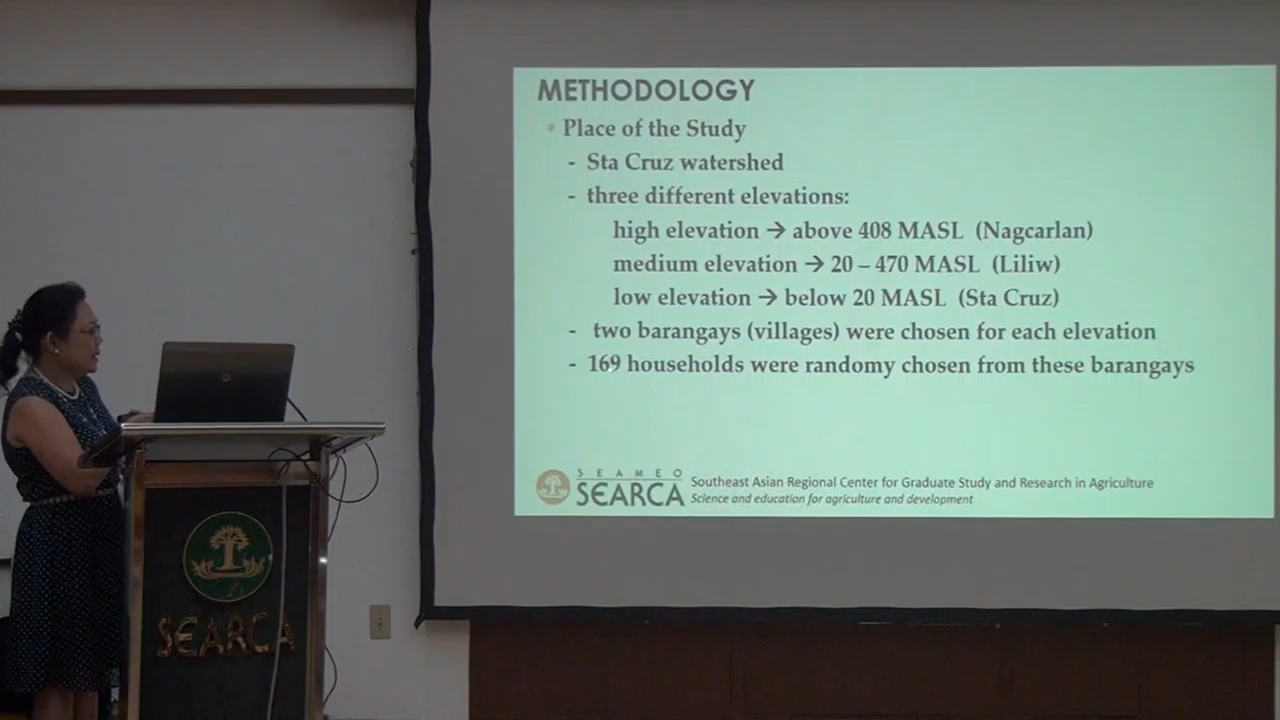 METHODOLOGY
Place of the Study
- Sta Cruz watershed
- three different elevations:
high elevation → above 408 MASL (Nagcarlan)
medium elevation → 20 – 470 MASL (Liliw)
low elevation → below 20 MASL (Sta Cruz)
- two barangays (villages) were chosen for each elevation
- 169 households were randomy chosen from these barangays
SEAMEO
SEARCA
Southeast Asian Regional Center for Graduate Study and Research in Agriculture
Science and education for agriculture and development
SEARCA